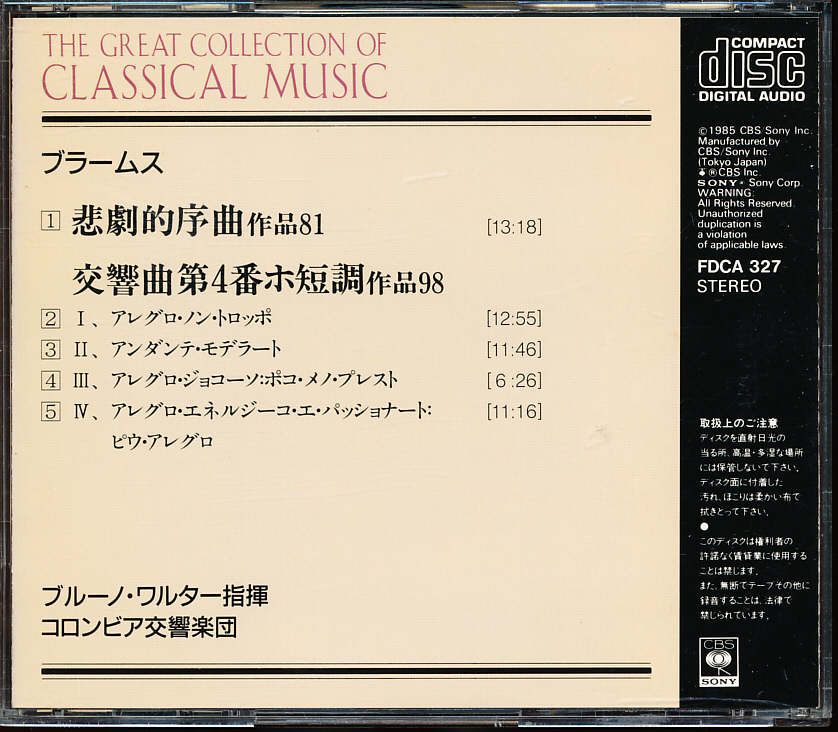 THE GREAT COLLECTION OF
CLASSICAL MUSIC
ブラームス
1 悲劇的序曲作品81 [13:18]
交響曲第4番ホ短調作品98
2 I、アレグロ・ノン・トロッポ [12:55]
3 II、アンダンテ・モデラート [11:46]
4 III、アレグロ・ジョコーソ:ポコ・メノ・プレスト [6:26]
5 IV、アレグロ・エネルジーコ・エ・パッショナート: [11:16]
ピウ・アレグロ
ブルーノ・ワルター指揮
コロンビア交響楽団
COMPACT
disc
DIGITAL AUDIO
©1985 CBS/Sony Inc.
Manufactured by
CBS/Sony Inc.
(Tokyo Japan)
®CBS Inc.
SONY * Sony Corp.
WARNING:
All Rights Reserved.
Unauthorized
duplication is
a violation
of applicable laws.
FDCA 327
STEREO
取扱上のご注意
ディスクを直射日光の
当る所、高温・多湿な場所
には保管しないで下さい。
ディスク面に付着した
汚れ、ほこりは柔かい布で
拭きとって下さい。
●
このディスクは権利者の
許諾なく賃貸業に使用する
ことは禁じます。
また、無断でテープその他に
録音することは、法律で
禁じられています。
CBS
SONY